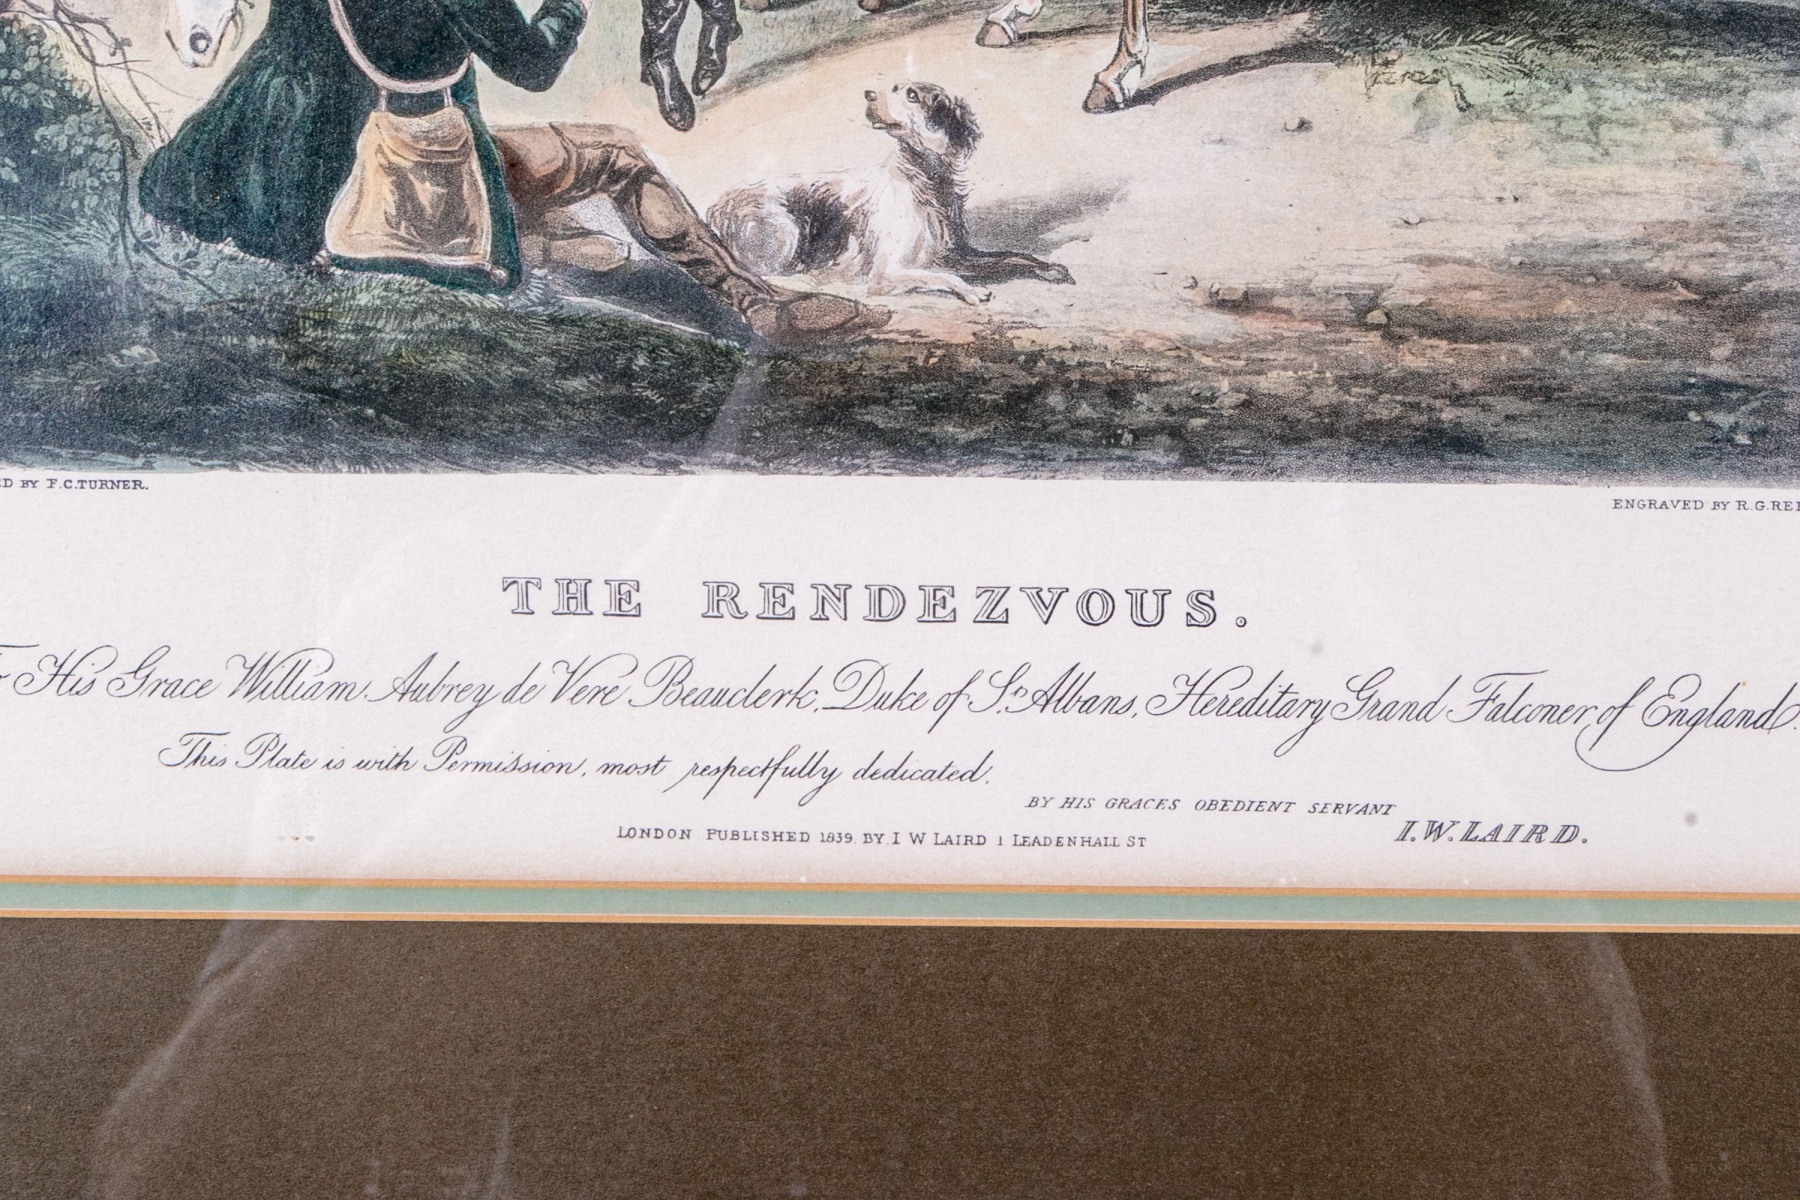 BY F.C.TURNER.
ENGRAVED BY R.G.
THE RENDEZVOUS.
His Grace William Aubrey de Vere Beauclerk, Duke of St. Albans, Hereditary Grand Falconer of England.
This Plate is with Permission, most respectfully dedicated,
BY HIS GRACES OBEDIENT SERVANT
I.W. LAIRD.
LONDON PUBLISHED 1839. BY I W LAIRD 1 LEADENHALL ST